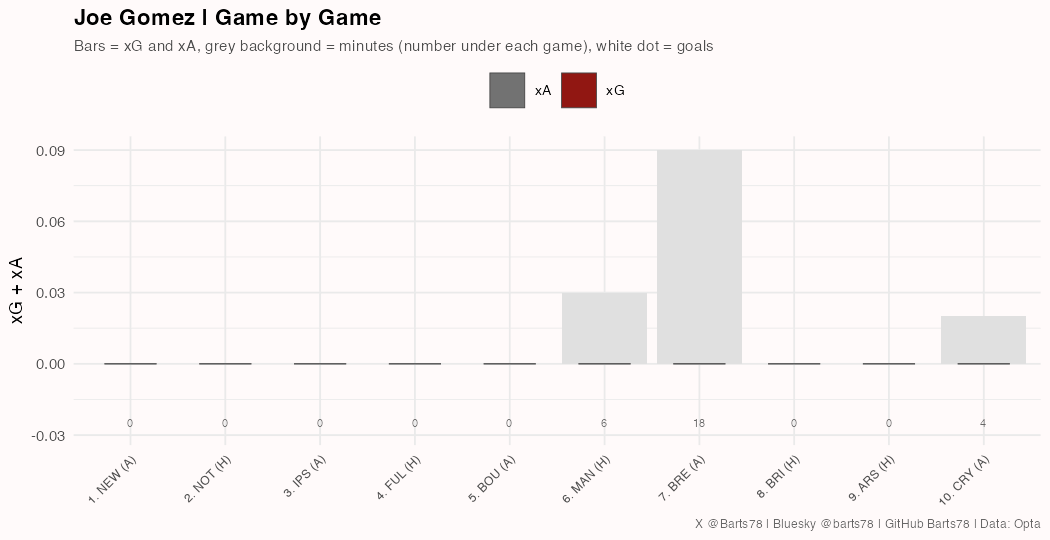 Joe Gomez | Game by Game
Bars = xG and xA, grey background = minutes (number under each game), white dot = goals
xA xG
xG + xA
0.09
0.06
0.03
0.00
-0.03
0 0 0 0 0 6 18 0 0 4
1. NEW (A)
2. NOT (H)
3. IPS (A)
4. FUL (H)
5. BOU (A)
6. MAN (H)
7. BRE (A)
8. BRI (H)
9. ARS (H)
10. CRY (A)
X @Barts78 | Bluesky @barts78 | GitHub Barts78 | Data: Opta